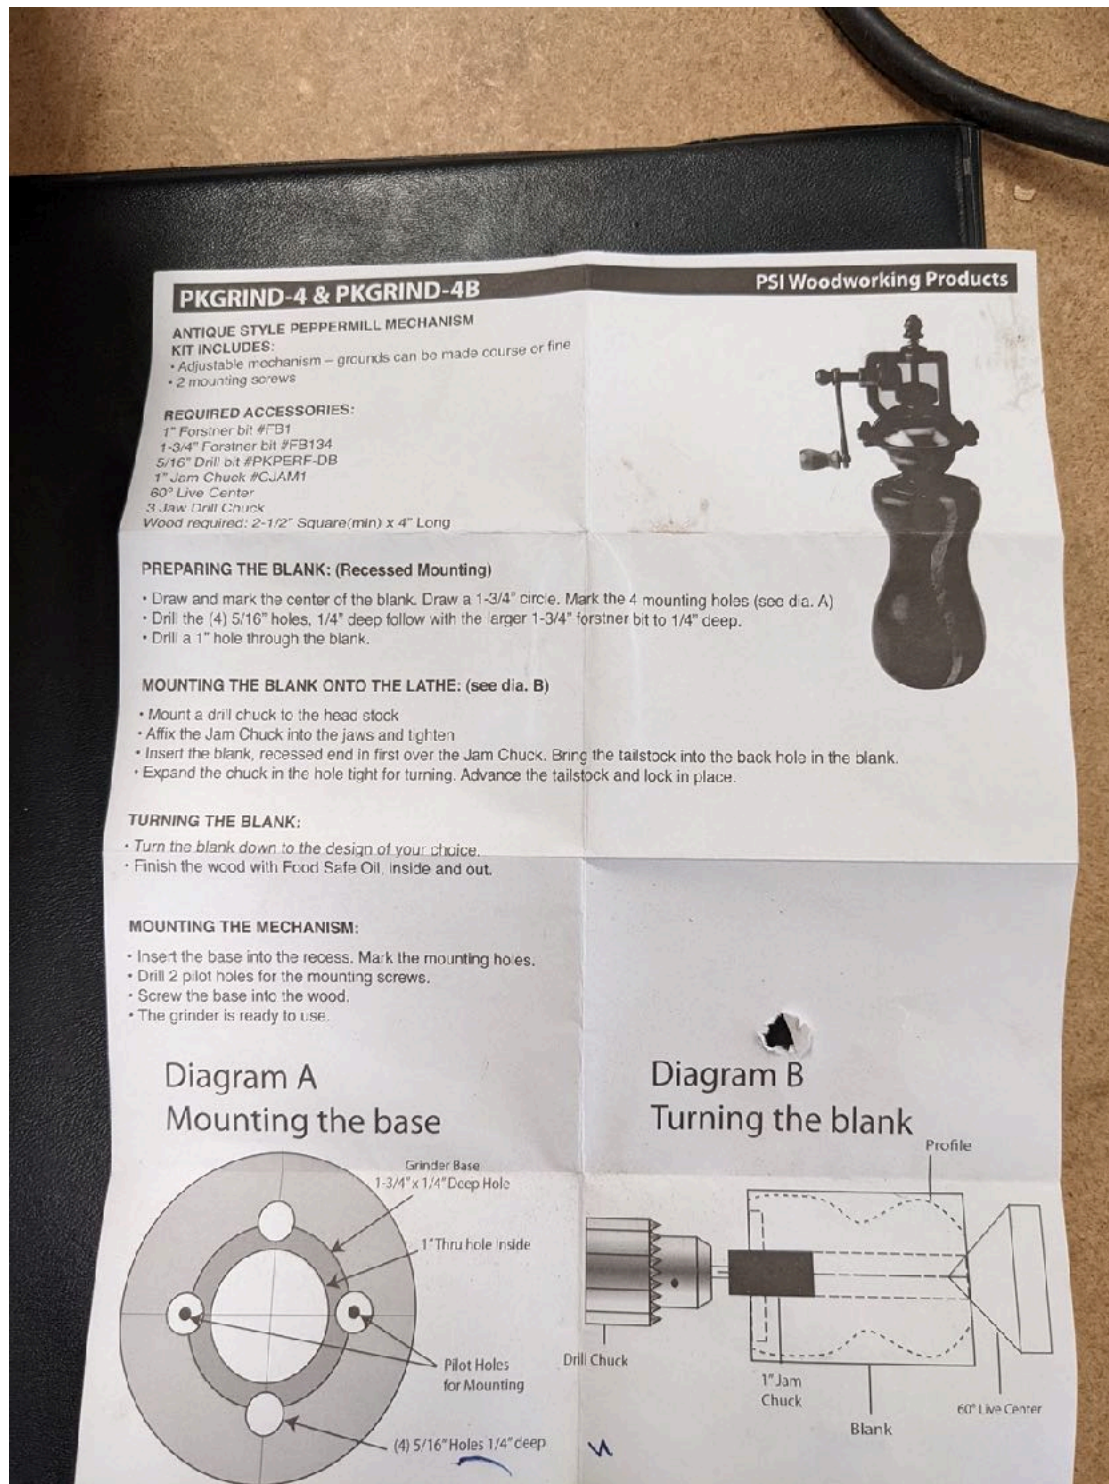 PKGRIND-4 & PKGRIND-4B
PSI Woodworking Products
ANTIQUE STYLE PEPPERMILL MECHANISM
KIT INCLUDES:
• Adjustable mechanism – grounds can be made course or fine
• 2 mounting screws
REQUIRED ACCESSORIES:
1" Forstner bit #FB1
1-3/4" Forstner bit #FB134
5/16" Drill bit #PKPERF-DB
1" Jam Chuck #CJAM1
60° Live Center
3 Jaw Drill Chuck
Wood required: 2-1/2" Square(min) x 4" Long
PREPARING THE BLANK: (Recessed Mounting)
• Draw and mark the center of the blank. Draw a 1-3/4" circle. Mark the 4 mounting holes (see dia. A)
• Drill the (4) 5/16" holes, 1/4" deep follow with the larger 1-3/4" forstner bit to 1/4" deep.
• Drill a 1" hole through the blank.
MOUNTING THE BLANK ONTO THE LATHE: (see dia. B)
• Mount a drill chuck to the head stock
• Affix the Jam Chuck into the jaws and tighten
• Insert the blank, recessed end in first over the Jam Chuck. Bring the tailstock into the back hole in the blank.
• Expand the chuck in the hole tight for turning. Advance the tailstock and lock in place.
TURNING THE BLANK:
• Turn the blank down to the design of your choice.
• Finish the wood with Food Safe Oil, inside and out.
MOUNTING THE MECHANISM:
• Insert the base into the recess. Mark the mounting holes.
• Drill 2 pilot holes for the mounting screws.
• Screw the base into the wood.
• The grinder is ready to use.
Diagram A
Mounting the base
Grinder Base
1-3/4" x 1/4" Deep Hole
1" Thru hole inside
Pilot Holes
for Mounting
(4) 5/16" Holes 1/4" deep
Diagram B
Turning the blank
Profile
Drill Chuck
1" Jam
Chuck
Blank
60° Live Center